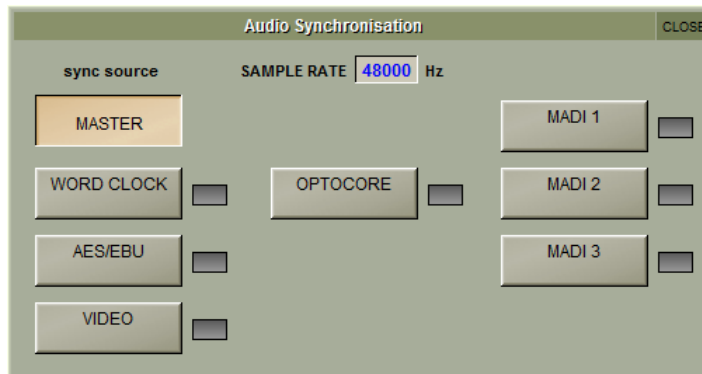 Audio Synchronisation
CLOSE
sync source
SAMPLE RATE 48000 Hz
MASTER
MADI 1
WORD CLOCK
OPTOCORE
MADI 2
AES/EBU
MADI 3
VIDEO